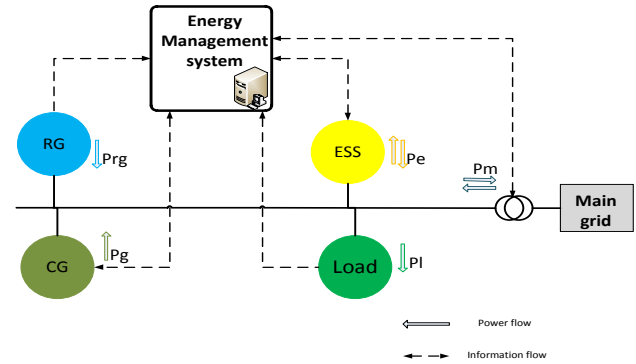 Energy
Management
system
RG
Prg
ESS
Pe
Pm
Main
grid
CG
Pg
Load
Pl
Power flow
Information flow